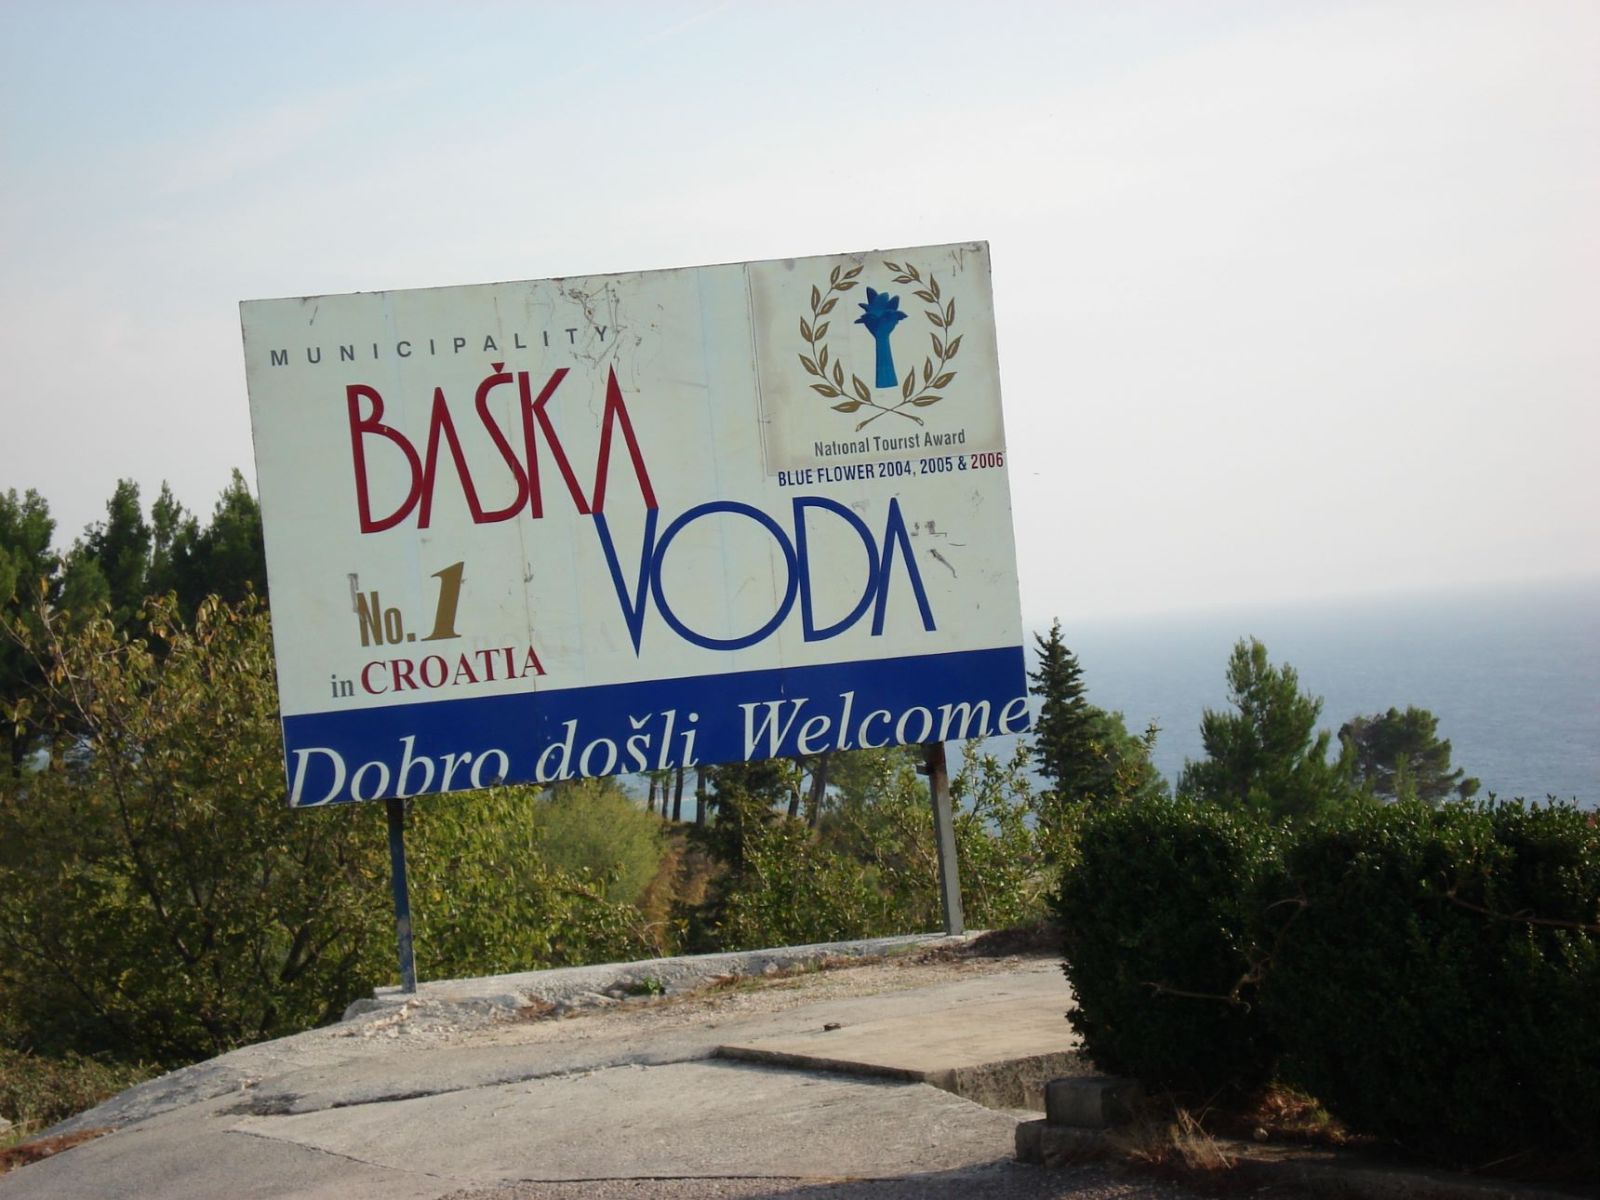 MUNICIPALITY
BAŠKA
VODA
National Tourist Award
BLUE FLOWER 2004, 2005 & 2006
No. 1
in CROATIA
Dobro došli Welcome